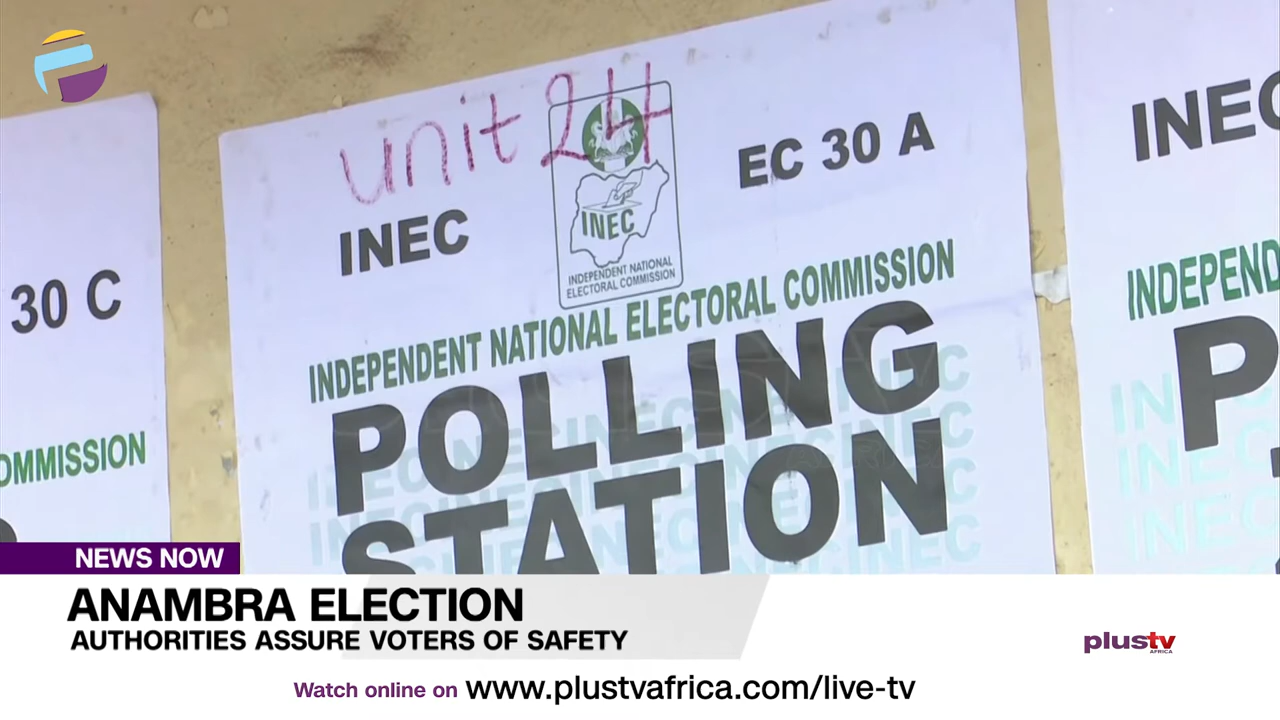 unit 24
INEC
EC 30 A
INEC
INDEPENDENT NATIONAL
ELECTORAL COMMISSION
INDEPENDENT NATIONAL ELECTORAL COMMISSION
POLLING
STATION
30 C
OMMISSION
INEC
INDEPEND
P
NEWS NOW
ANAMBRA ELECTION
AUTHORITIES ASSURE VOTERS OF SAFETY
plustv
AFRICA
Watch online on www.plustvafrica.com/live-tv